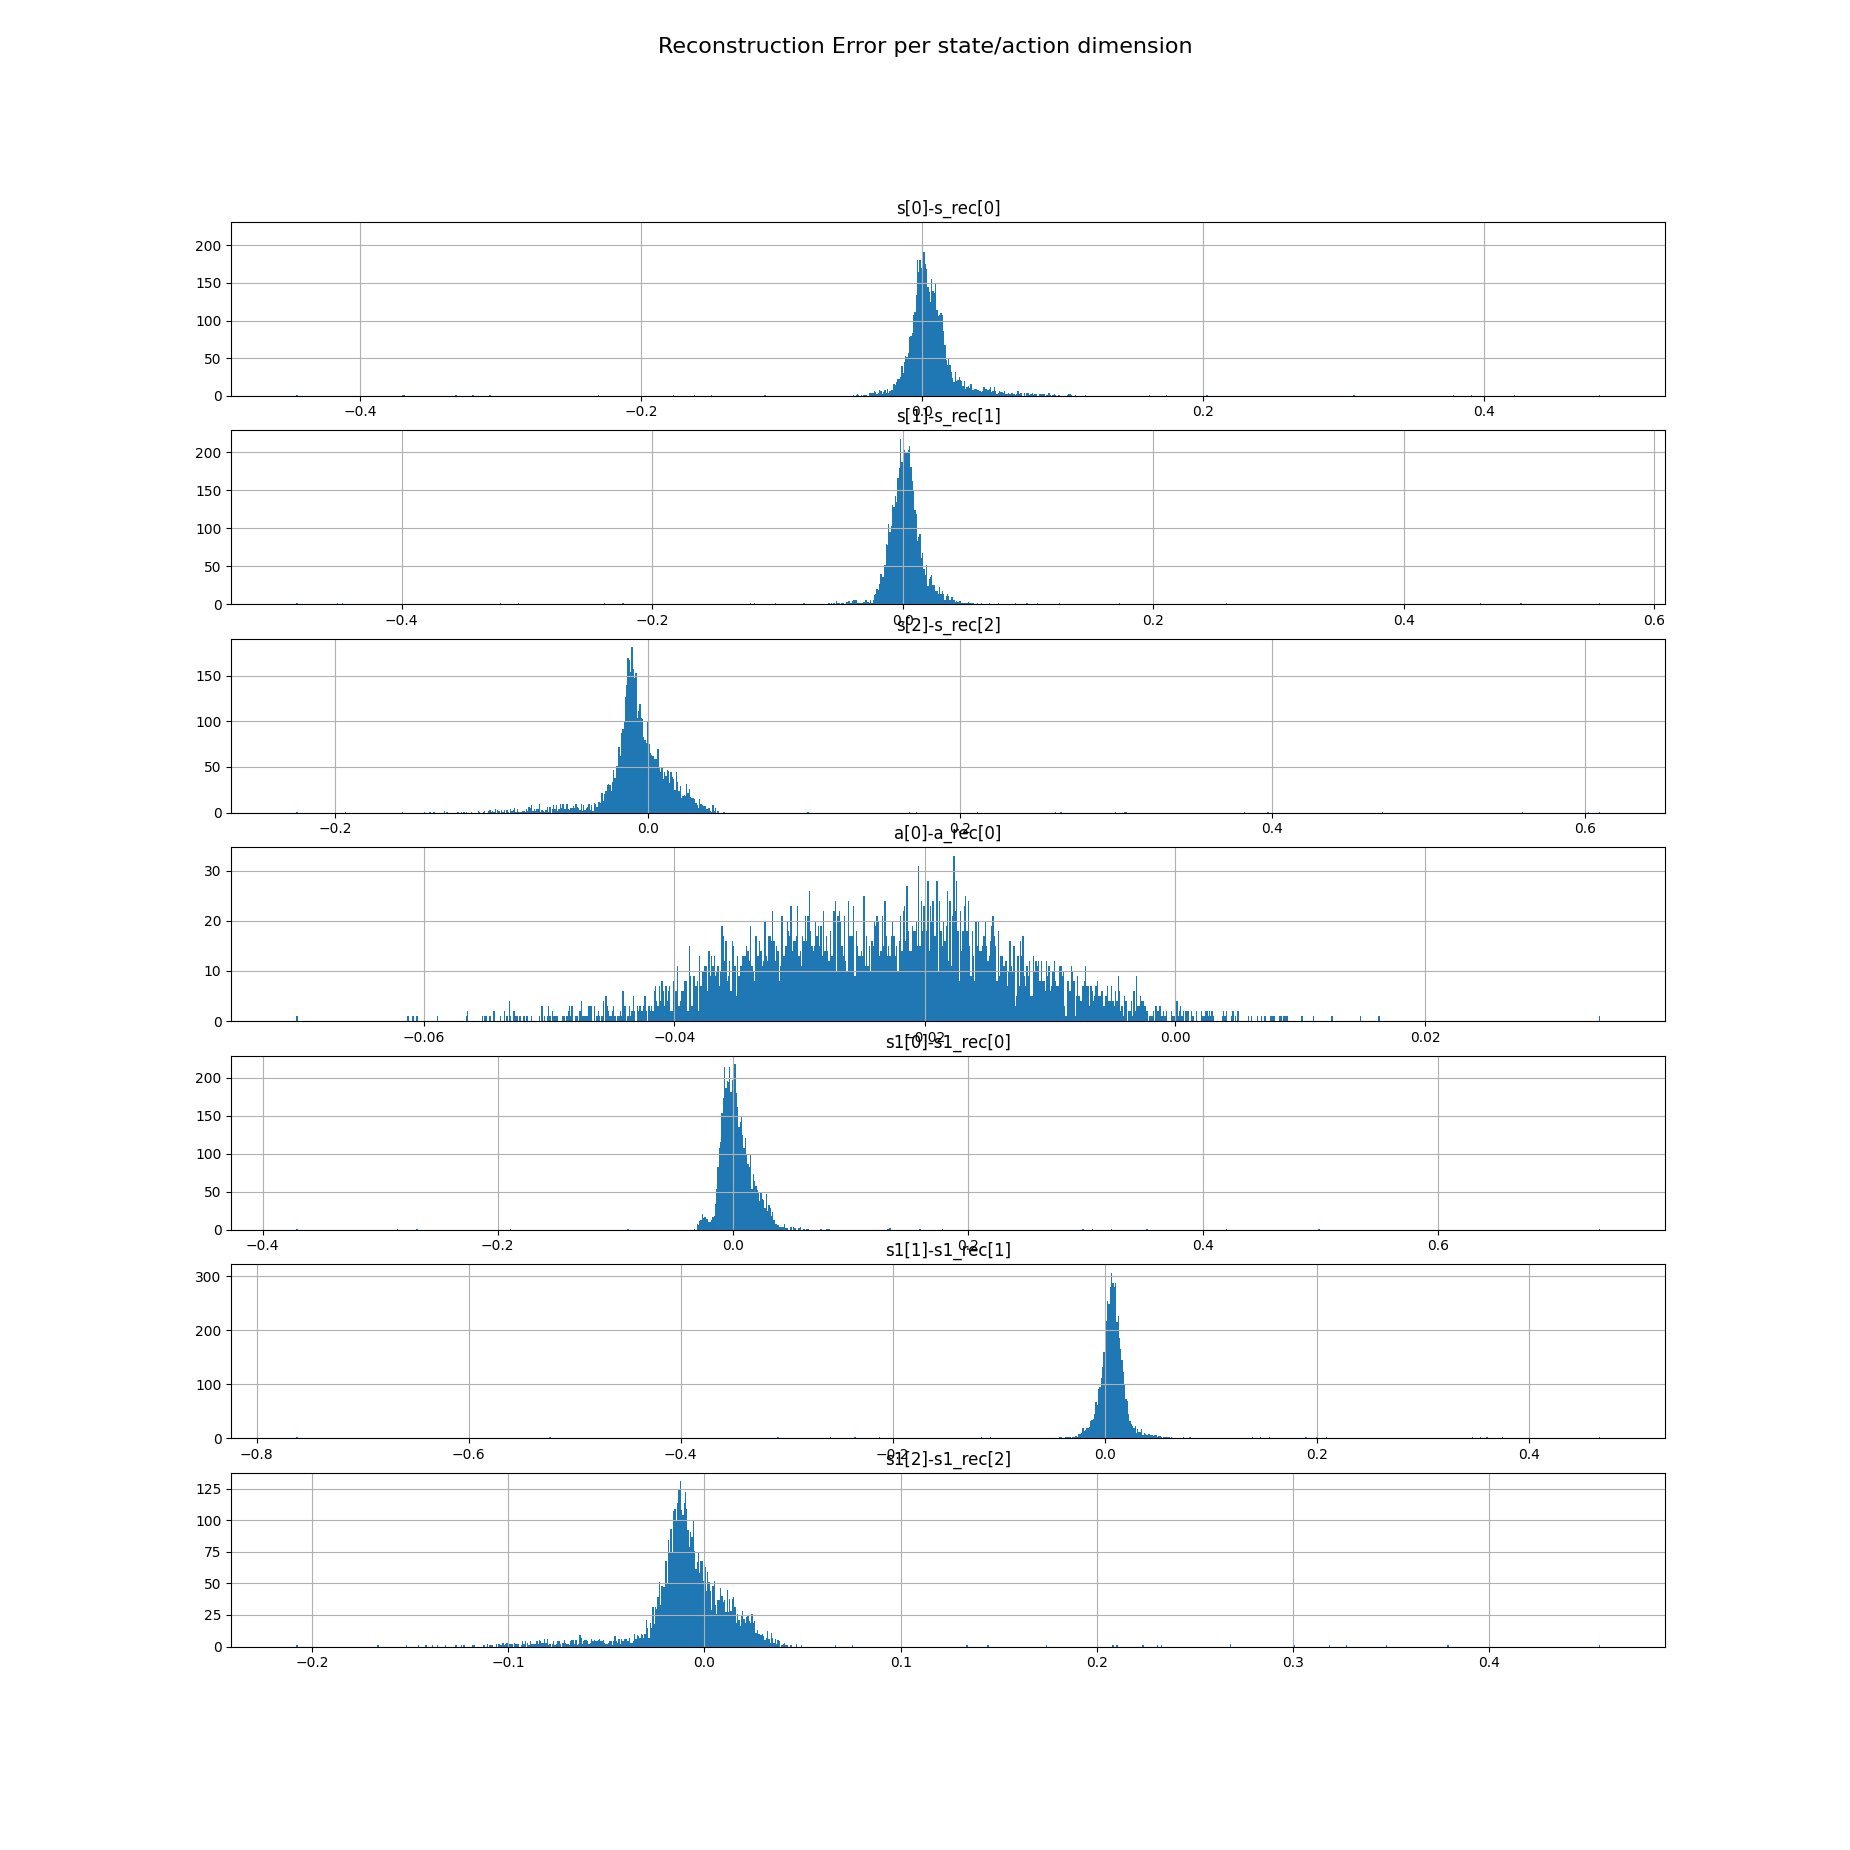 Reconstruction Error per state/action dimension
s[0]-s_rec[0]
200
150
100
50
0
−0.4 −0.2 0.0 0.2 0.4
s[1]-s_rec[1]
200
150
100
50
0
−0.4 −0.2 0.0 0.2 0.4 0.6
s[2]-s_rec[2]
150
100
50
0
−0.2 0.0 0.2 0.4 0.6
a[0]-a_rec[0]
30
20
10
0
−0.06 −0.04 −0.02 0.00 0.02
s1[0]-s1_rec[0]
200
150
100
50
0
−0.4 −0.2 0.0 0.2 0.4 0.6
s1[1]-s1_rec[1]
300
200
100
0
−0.8 −0.6 −0.4 −0.2 0.0 0.2 0.4
s1[2]-s1_rec[2]
125
100
75
50
25
0
−0.2 −0.1 0.0 0.1 0.2 0.3 0.4